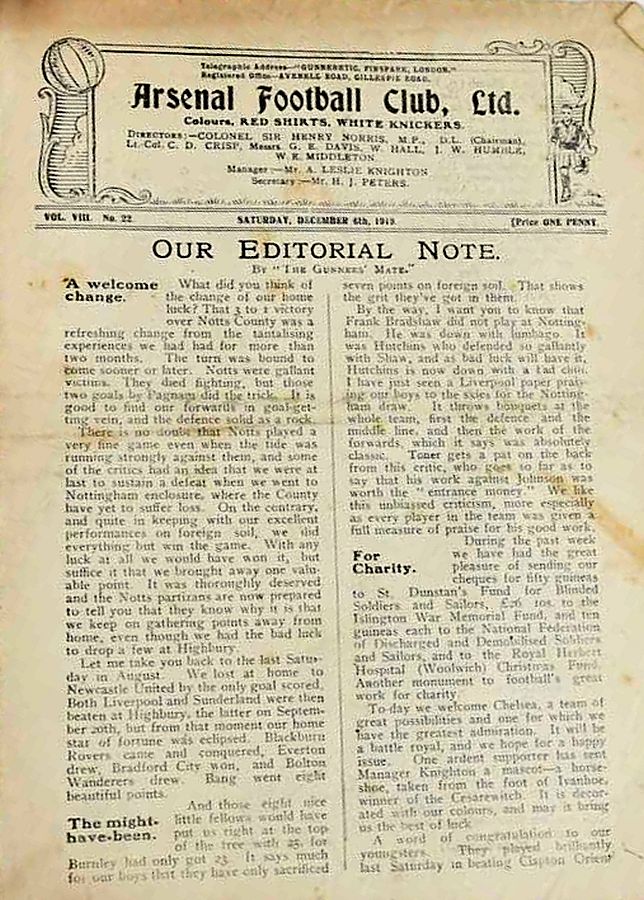 Telegraphic Address—"GUNNERETIC, FINSPARK, LONDON."
Registered Office—AVENELL ROAD, GILLESPIE ROAD.
Arsenal Football Club, Ltd.
Colours, RED SHIRTS, WHITE KNICKERS.
DIRECTORS:—COLONEL SIR HENRY NORRIS, M.P., D.L. (Chairman),
Lt.-Col. C. D. CRISP, Messrs. G. E. DAVIS, W. HALL, J. W. HUMBLE,
W. E. MIDDLETON.
Manager:—Mr. A. LESLIE KNIGHTON
Secretary:—Mr. H. J. PETERS.
VOL. VIII. No. 22. SATURDAY, DECEMBER 6th, 1919. [Price ONE PENNY.
OUR EDITORIAL NOTE.
BY "THE GUNNERS' MATE."
A welcome change.
What did you think of
the change of our home
luck? That 3 to 1 victory
over Notts County was a
refreshing change from the tantalising
experiences we had had for more than
two months. The turn was bound to
come sooner or later. Notts were gallant
victims. They died fighting, but those
two goals by Pagnam did the trick. It is
good to find our forwards in goal-get-
ting vein, and the defence solid as a rock.
There is no doubt that Notts played a
very fine game even when the tide was
running strongly against them, and some
of the critics had an idea that we were at
last to sustain a defeat when we went to
Nottingham enclosure, where the County
have yet to suffer loss. On the contrary,
and quite in keeping with our excellent
performances on foreign soil, we did
everything but win the game. With any
luck at all we would have won it, but
suffice it that we brought away one valu-
able point. It was thoroughly deserved
and the Notts partizans are now prepared
to tell you that they know why it is that
we keep on gathering points away from
home, even though we had the bad luck
to drop a few at Highbury.
Let me take you back to the last Satur-
day in August. We lost at home to
Newcastle United by the only goal scored.
Both Liverpool and Sunderland were then
beaten at Highbury, the latter on Septem-
ber 20th, but from that moment our home
star of fortune was eclipsed. Blackburn
Rovers came and conquered, Everton
drew, Bradford City won, and Bolton
Wanderers drew. Bang went eight
beautiful points.
The might-have-been.
And those eight nice
little fellows would have
put us right at the top
of the tree with 25, for
Burnley had only got 23. It says much
for our boys that they have only sacrificed
seven points on foreign soil. That shows
the grit they've got in them.
By the way, I want you to know that
Frank Bradshaw did not play at Notting-
ham. He was down with lumbago. It
was Hutchins who defended so gallantly
with Shaw, and as bad luck will have it,
Hutchins is now down with a bad chill.
I have just seen a Liverpool paper prais-
ing our boys to the skies for the Notting-
ham draw. It throws bouquets at the
whole team, first the defence and the
middle line, and then the work of the
forwards, which it says was absolutely
classic. Toner gets a pat on the back
from this critic, who goes so far as to
say that his work against Johnson was
worth the "entrance money." We like
this unbiassed criticism, more especially
as every player in the team was given a
full measure of praise for his good work.
For Charity.
During the past week
we have had the great
pleasure of sending our
cheques for fifty guineas
to St. Dunstan's Fund for Blinded
Soldiers and Sailors, £26 10s. to the
Islington War Memorial Fund, and ten
guineas each to the National Federation
of Discharged and Demobilised Soldiers
and Sailors, and to the Royal Herbert
Hospital (Woolwich) Christmas Fund.
Another monument to football's great
work for charity.
To-day we welcome Chelsea, a team of
great possibilities and one for which we
have the greatest admiration. It will be
a battle royal, and we hope for a happy
issue. One ardent supporter has sent
Manager Knighton a mascot—a horse-
shoe, taken from the foot of Ivanhoe,
winner of the Cesarewitch. It is decor-
ated with our colours, and may it bring
us the best of luck.
A word of congratulation to our
youngsters. They played brilliantly
last Saturday in beating Clapton Orient